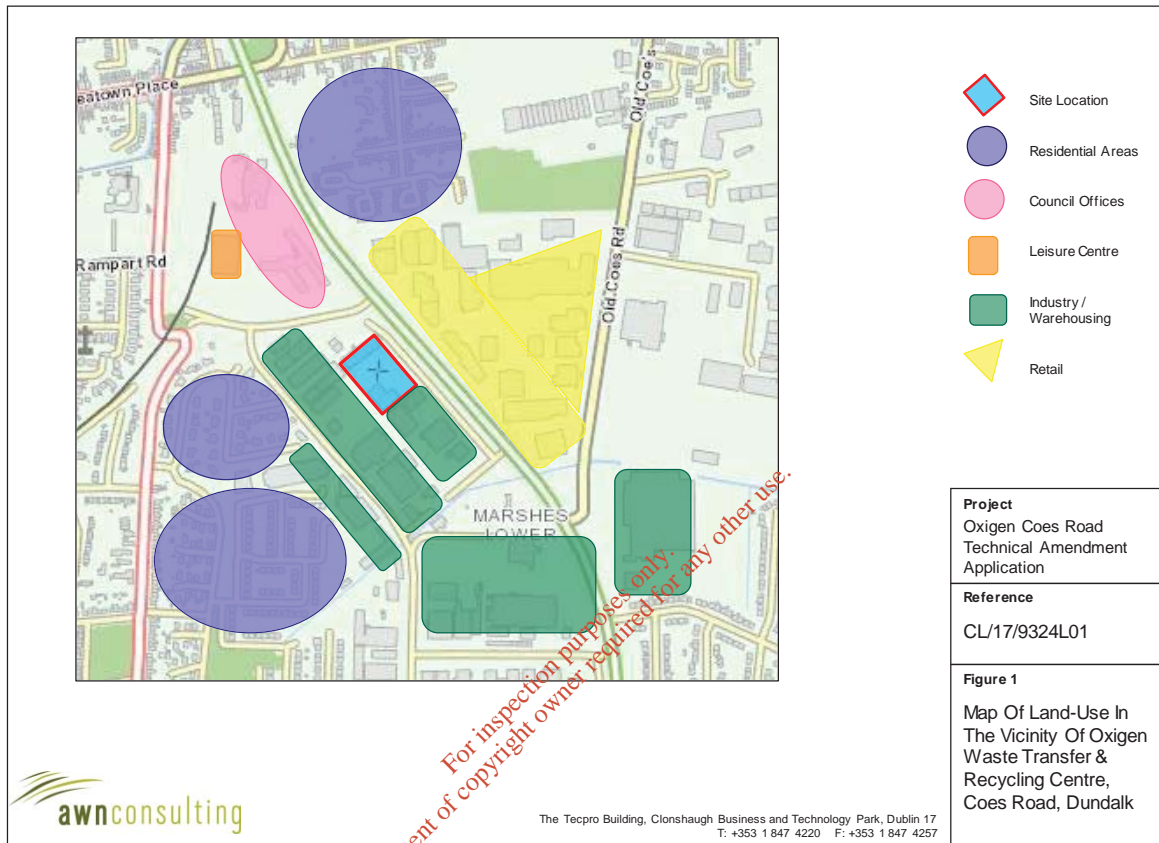 eatown Place
Old Coe's
Rampart Rd
Old Coes Rd
MARSHES
LOWER
Site Location
Residential Areas
Council Offices
Leisure Centre
Industry /
Warehousing
Retail
For inspection purposes only.
ent of copyright owner required for any other use.
Project
Oxigen Coes Road
Technical Amendment
Application
Reference
CL/17/9324L01
Figure 1
Map Of Land-Use In
The Vicinity Of Oxigen
Waste Transfer &
Recycling Centre,
Coes Road, Dundalk
awnconsulting
The Tecpro Building, Clonshaugh Business and Technology Park, Dublin 17
T: +353 1 847 4220 F: +353 1 847 4257